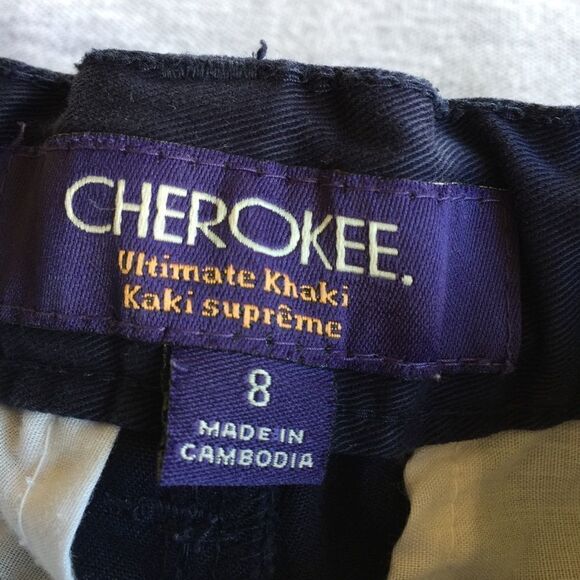 CHEROKEE.
Ultimate Khaki
Kaki suprême
8
MADE IN
CAMBODIA